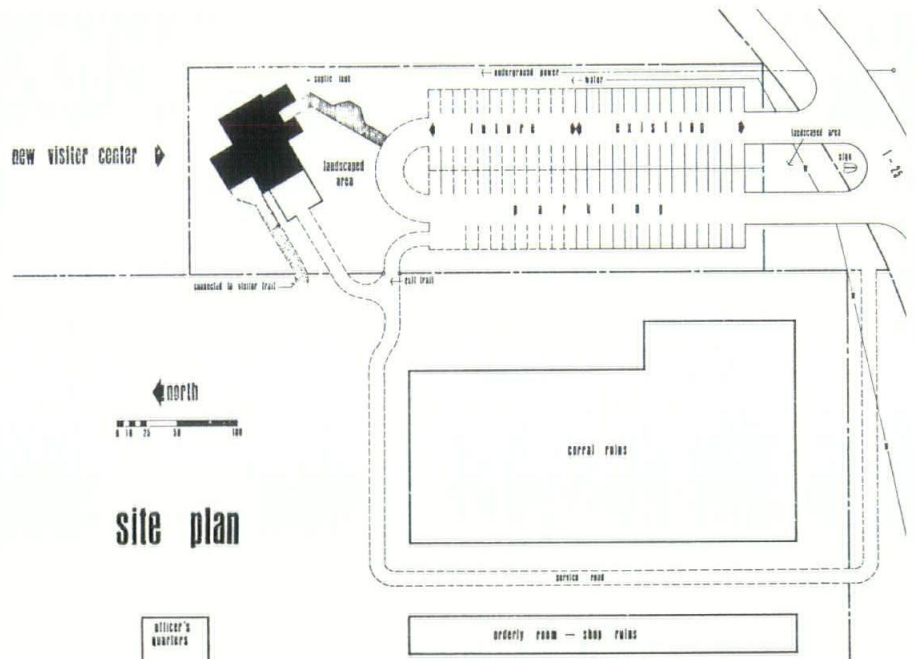 septic tank
underground power
water
future existing
landscaped area
sign
I-25
new visitor center
landscaped area
parking
connected to visitor trail
exit trail
north
0 10 25 50 100
corral ruins
site plan
service road
officer's
quarters
orderly room — shop ruins